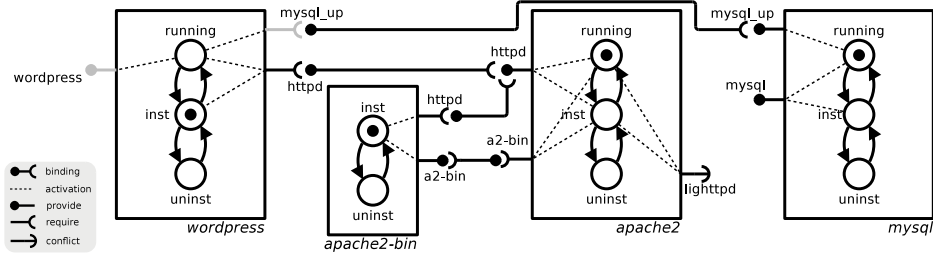 mysql_up
mysql_up
running
httpd
running
running
wordpress
httpd
mysql
httpd
inst
inst
inst
inst
a2-bin
binding
a2-bin
activation
lighttpd
provide
uninst
uninst
uninst
uninst
require
wordpress
apache2
mysql
conflict
apache2-bin